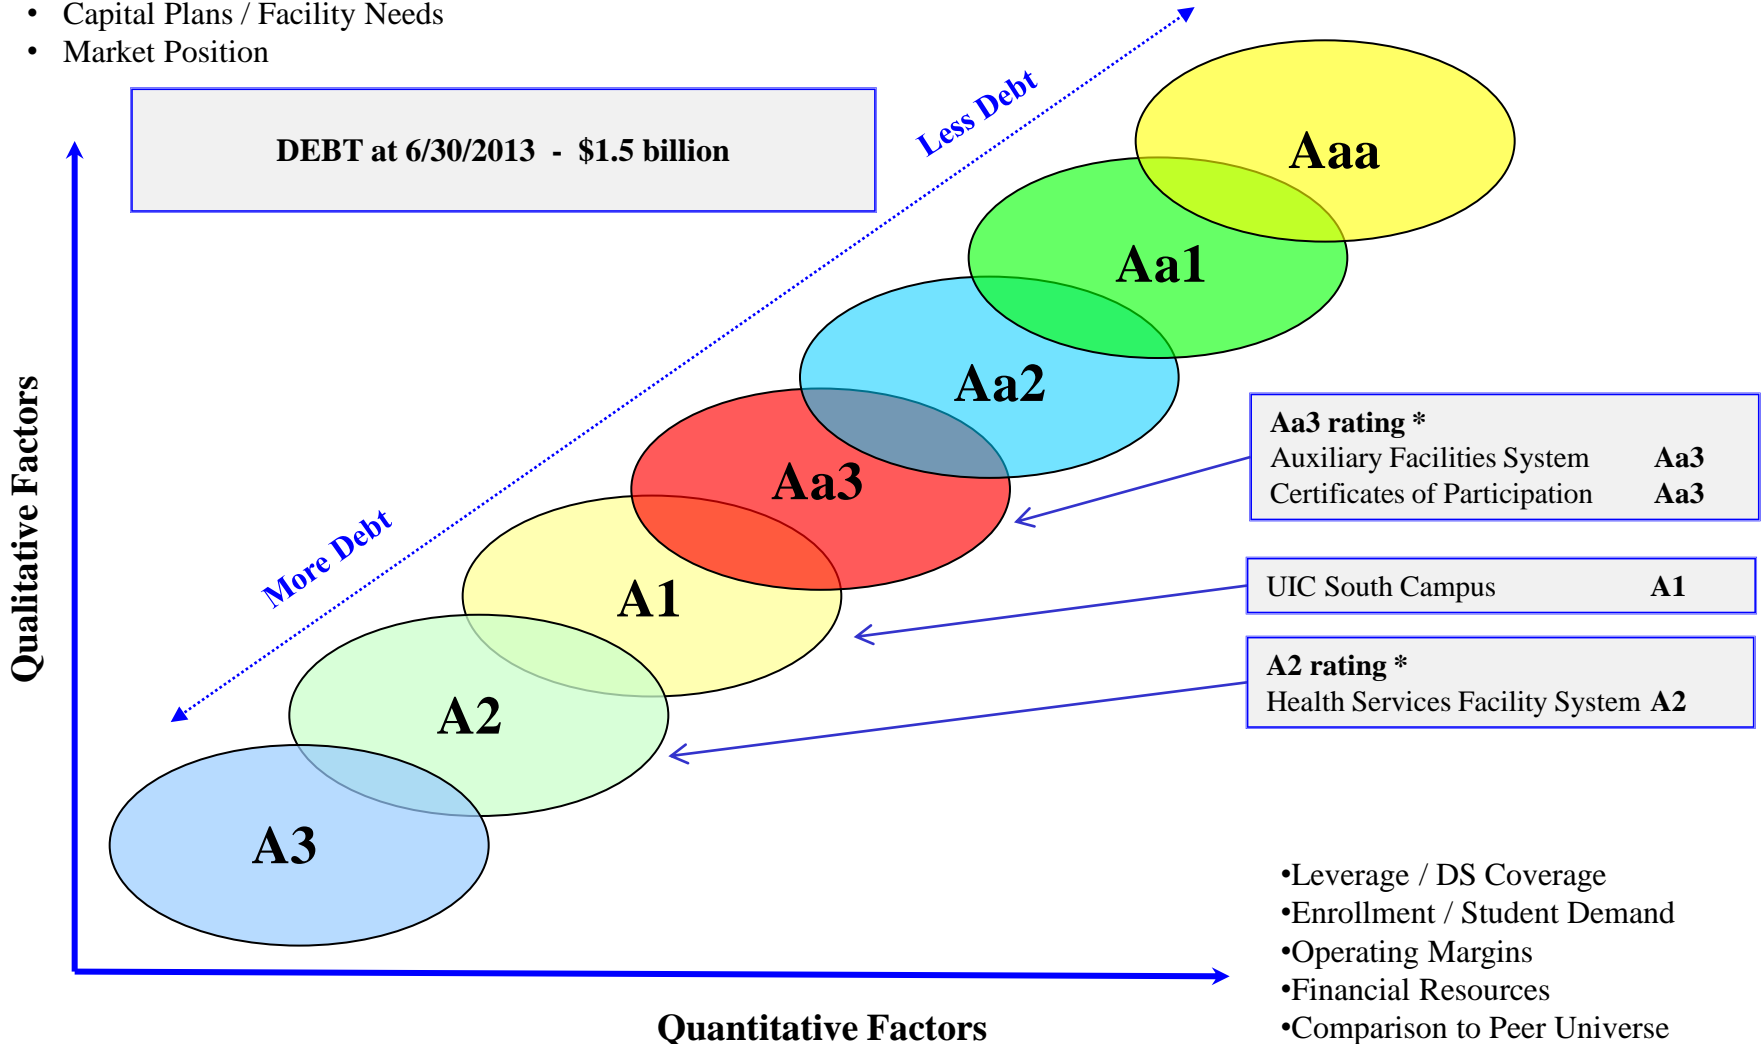 • Capital Plans / Facility Needs
• Market Position
DEBT at 6/30/2013 - $1.5 billion
Less Debt
More Debt
Qualitative Factors
Aaa
Aa1
Aa2
Aa3
A1
A2
A3
Aa3 rating *
Auxiliary Facilities System Aa3
Certificates of Participation Aa3
UIC South Campus A1
A2 rating *
Health Services Facility System A2
•Leverage / DS Coverage
•Enrollment / Student Demand
•Operating Margins
•Financial Resources
•Comparison to Peer Universe
Quantitative Factors